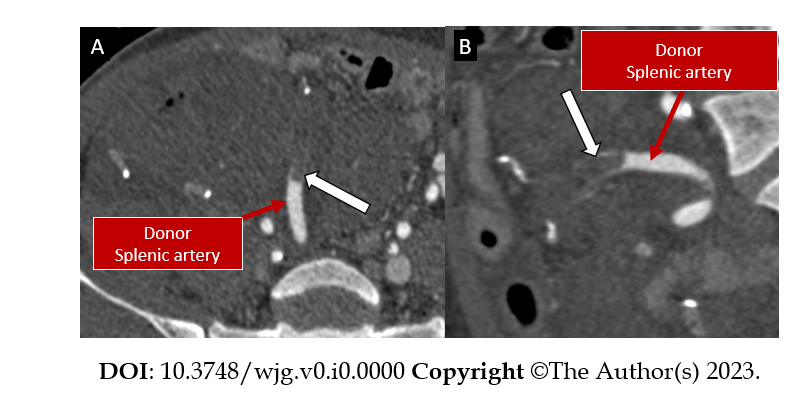 A
B
Donor
Splenic artery
Donor
Splenic artery
DOI: 10.3748/wjg.v0.i0.0000 Copyright ©The Author(s) 2023.